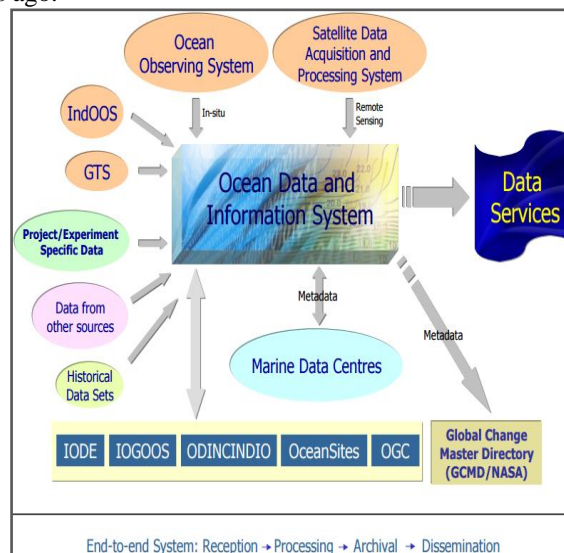 ago.
Ocean
Observing System
Satellite Data
Acquisition and
Processing System
IndOOS
In-situ
Remote
Sensing
GTS
Ocean Data and
Information System
Data
Services
Project/Experiment
Specific Data
Data from
other sources
Metadata
Metadata
Historical
Data Sets
Marine Data Centres
IODE IOGOOS ODINCINDIO OceanSites OGC
Global Change
Master Directory
(GCMD/NASA)
End-to-end System: Reception → Processing → Archival → Dissemination